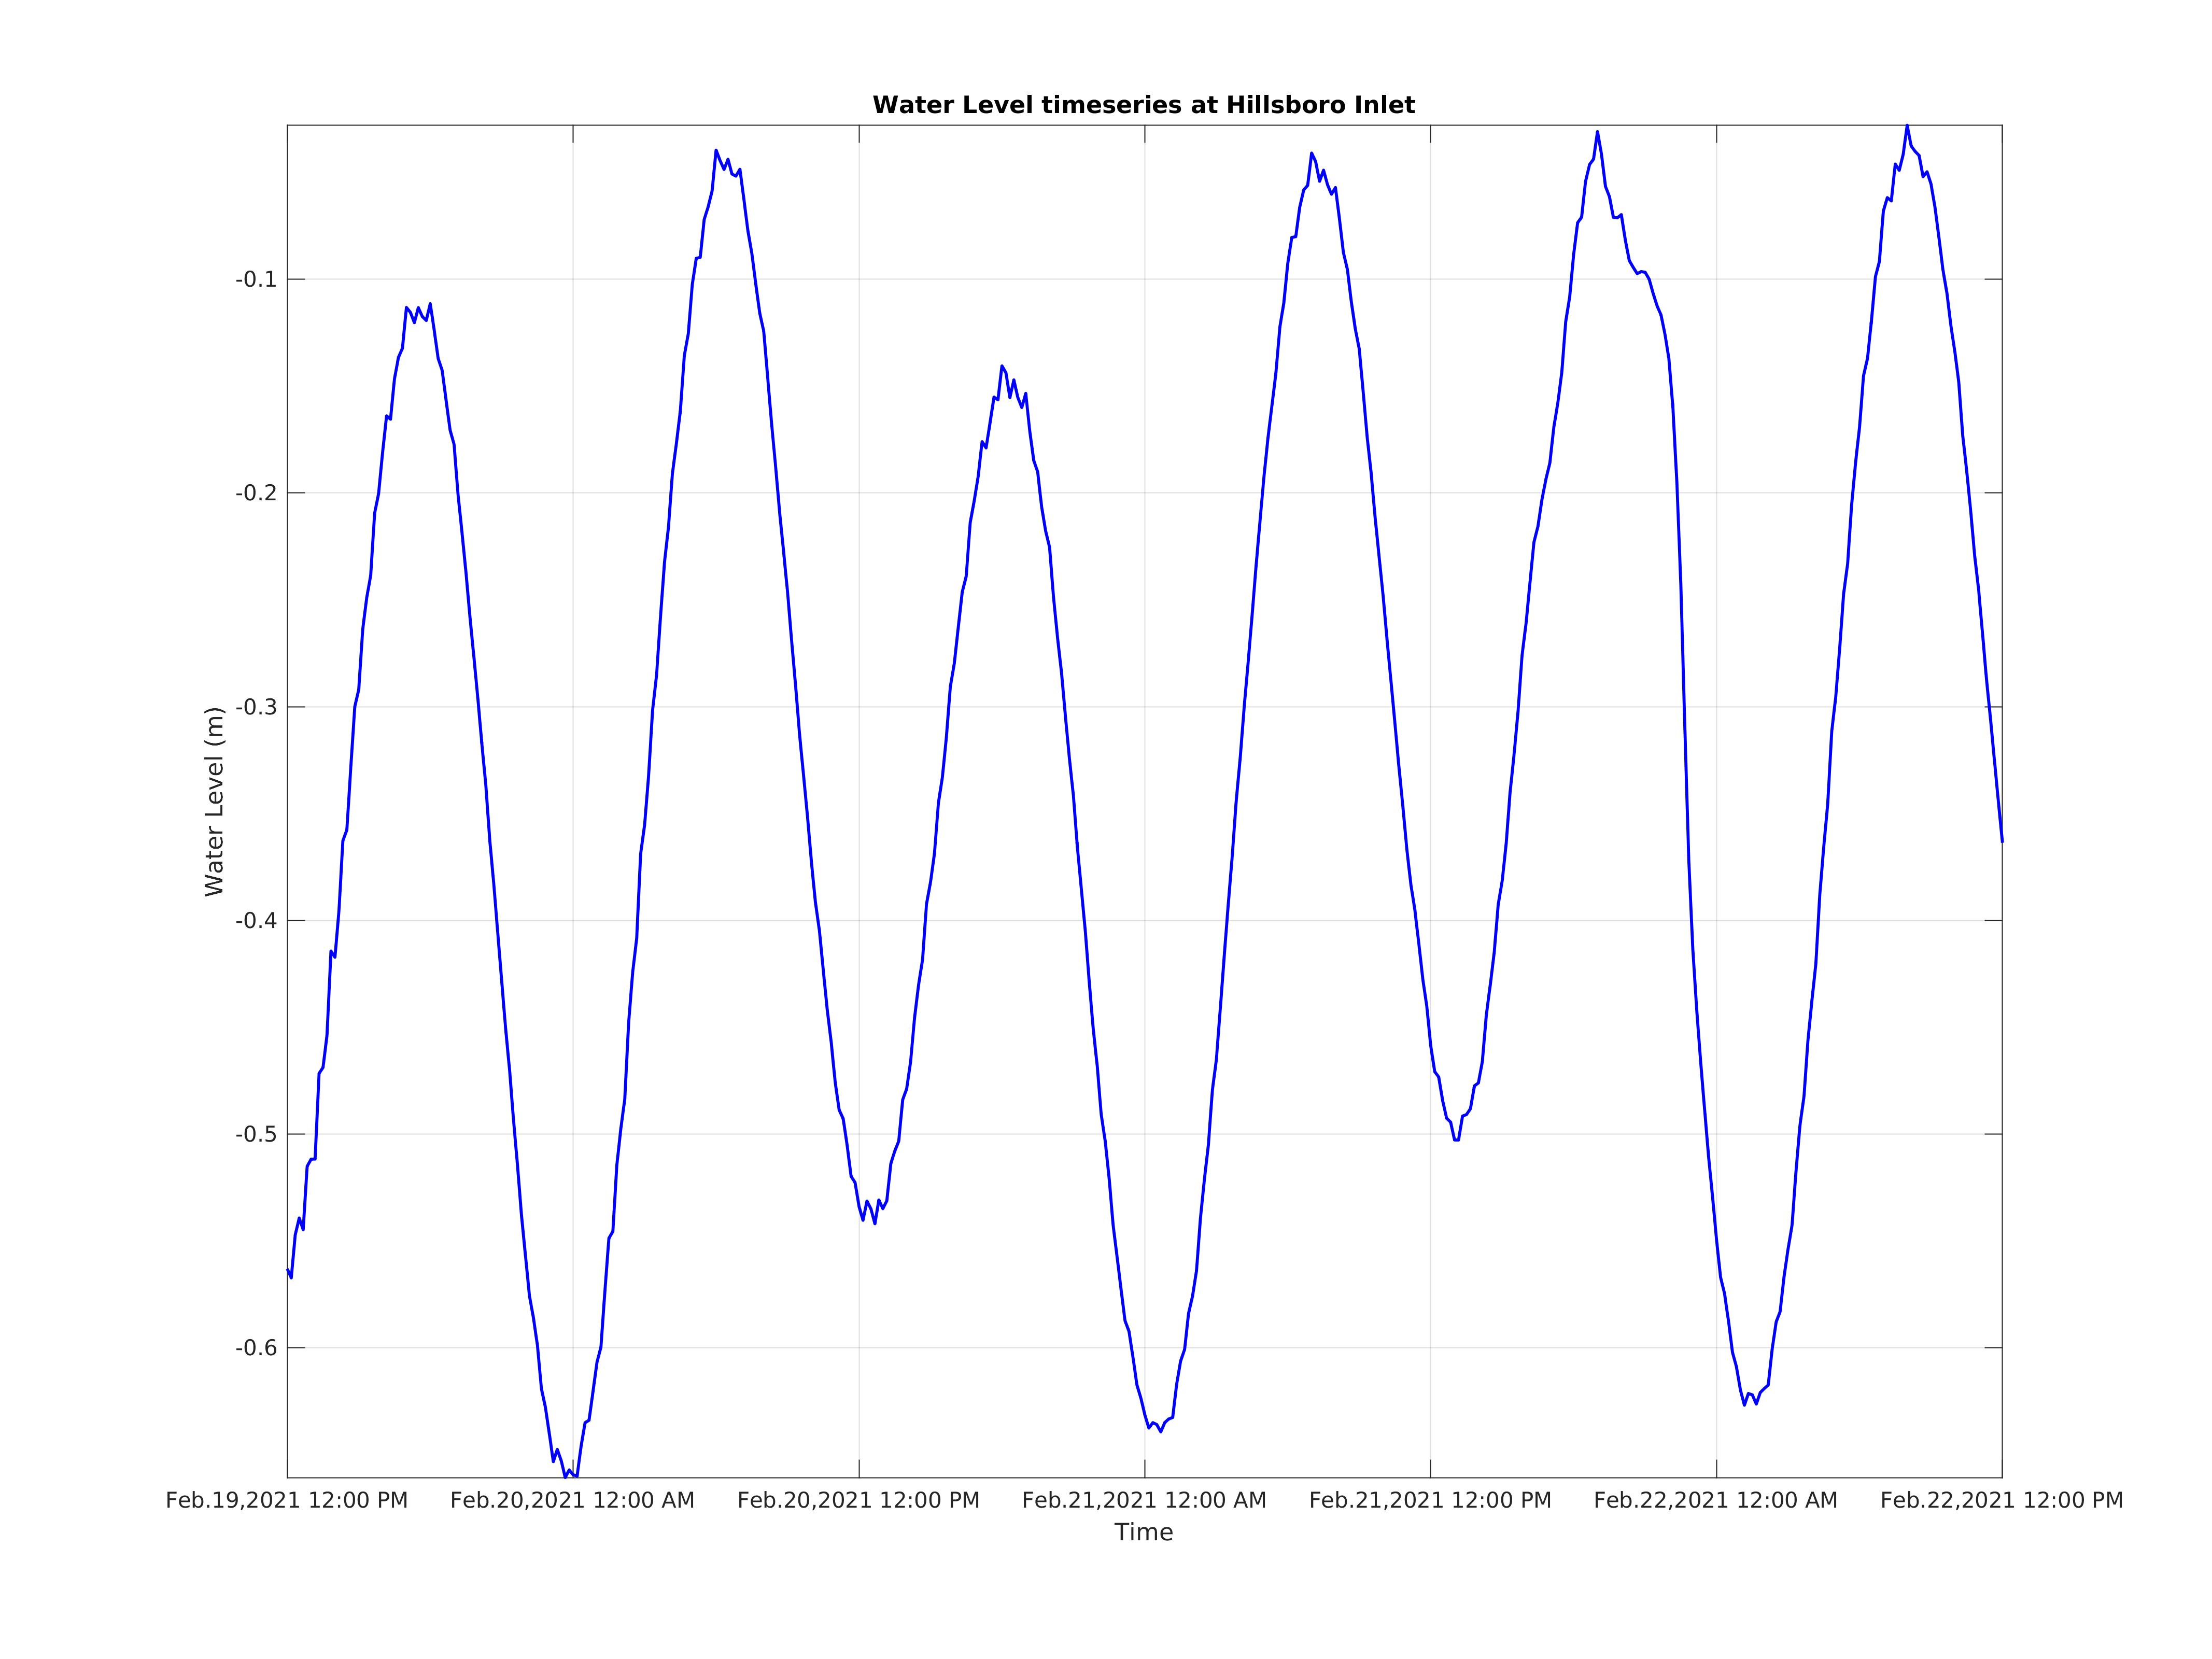 Water Level timeseries at Hillsboro Inlet
-0.1
-0.2
-0.3
-0.4
-0.5
-0.6
Water Level (m)
Feb.19,2021 12:00 PM
Feb.20,2021 12:00 AM
Feb.20,2021 12:00 PM
Feb.21,2021 12:00 AM
Feb.21,2021 12:00 PM
Feb.22,2021 12:00 AM
Feb.22,2021 12:00 PM
Time